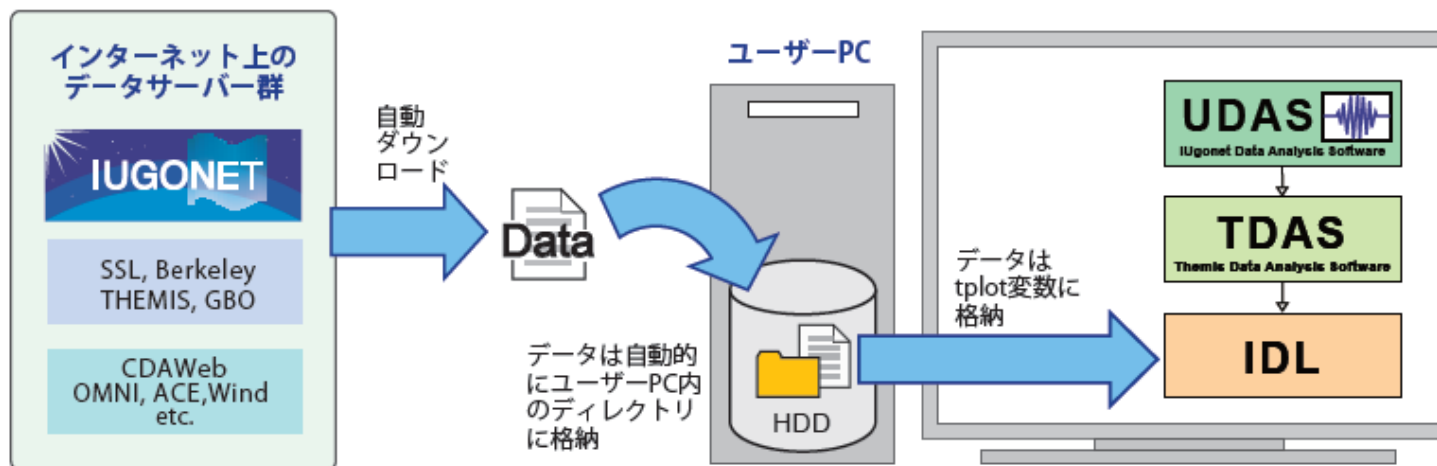 インターネット上の
データサーバー群
IUGONET
SSL, Berkeley
THEMIS, GBO
CDAWeb
OMNI, ACE,Wind
etc.
自動
ダウン
ロード
Data
データは自動的
にユーザーPC内
のディレクトリ
に格納
ユーザーPC
HDD
データは
tplot変数に
格納
UDAS
IUgonet Data Analysis Software
TDAS
Themis Data Analysis Software
IDL